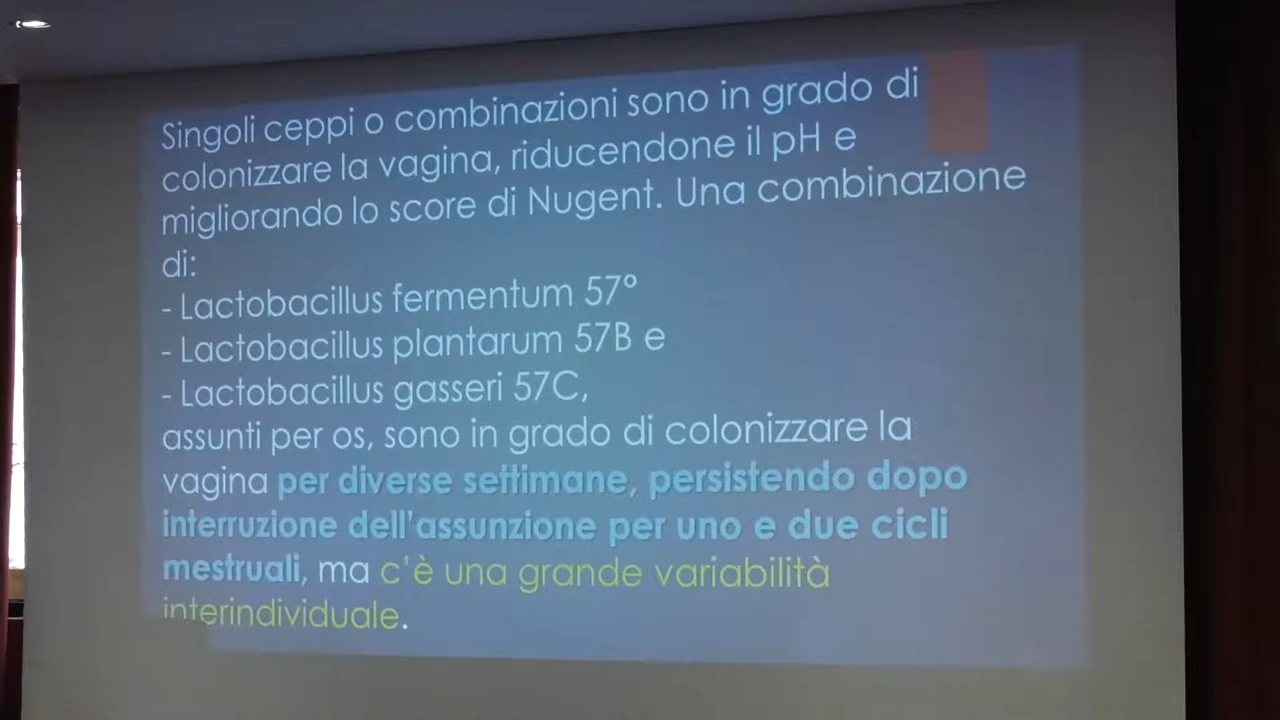 Singoli ceppi o combinazioni sono in grado di
colonizzare la vagina, riducendone il pH e
migliorando lo score di Nugent. Una combinazione
di:
- Lactobacillus fermentum 57°
- Lactobacillus plantarum 57B e
- Lactobacillus gasseri 57C,
assunti per os, sono in grado di colonizzare la
vagina per diverse settimane, persistendo dopo
interruzione dell'assunzione per uno e due cicli
mestruali, ma c'è una grande variabilità
interindividuale.